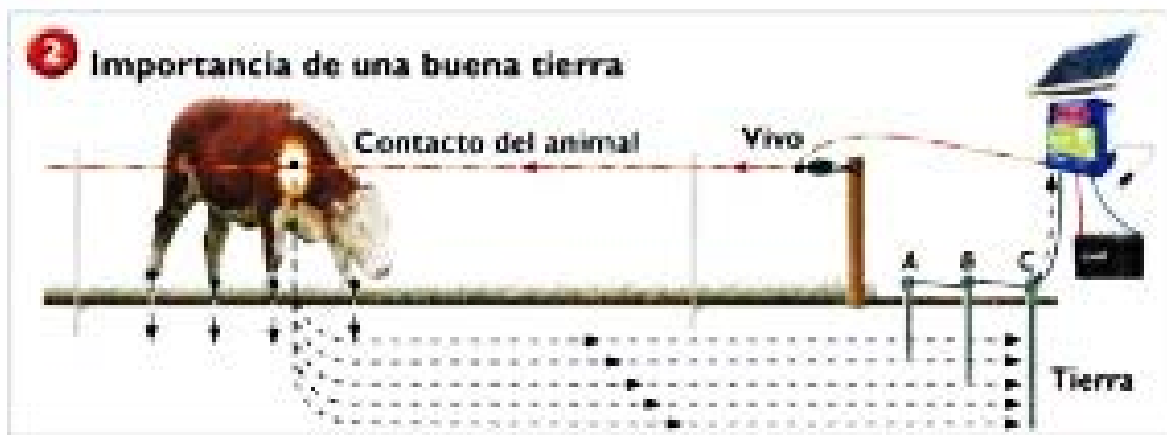 2 Importancia de una buena tierra
Contacto del animal
Vivo
A B C
Tierra